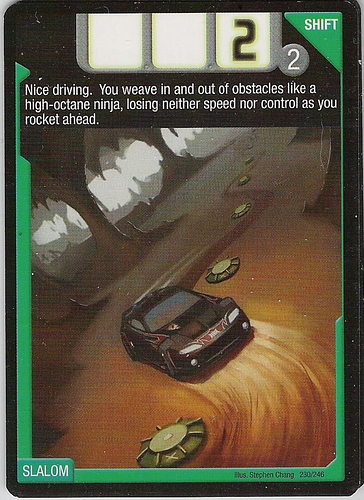 2
SHIFT
2
Nice driving. You weave in and out of obstacles like a
high-octane ninja, losing neither speed nor control as you
rocket ahead.
SLALOM
Illus. Stephen Chang 239/246